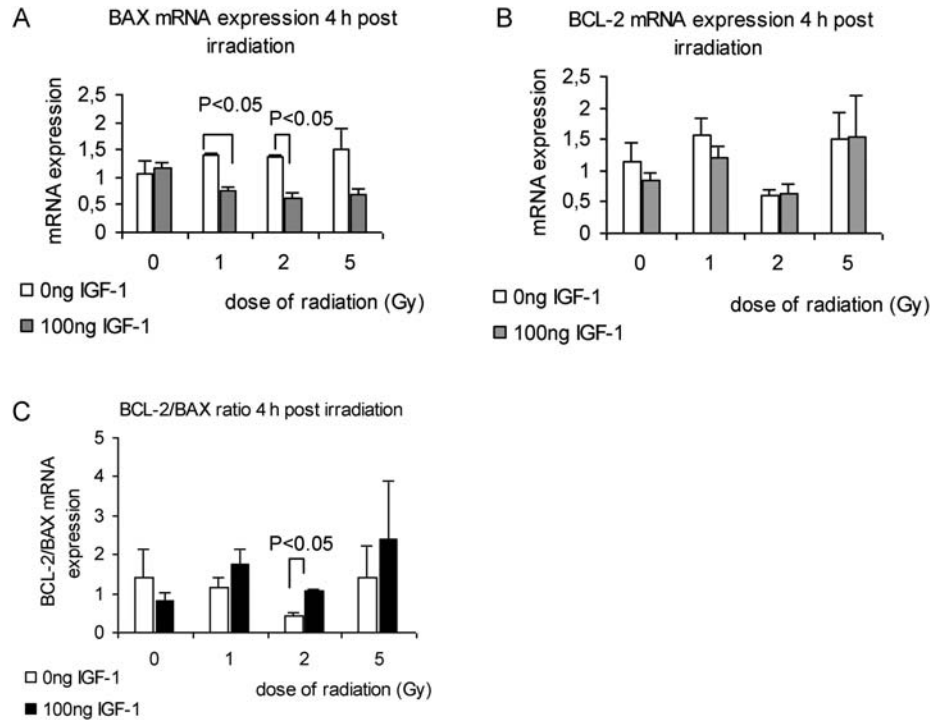 A
BAX mRNA expression 4 h post
irradiation
mRNA expression
2,5
2
1,5
1
0,5
0
P<0.05
P<0.05
0 1 2 5
0ng IGF-1
dose of radiation (Gy)
100ng IGF-1
B
BCL-2 mRNA expression 4 h post
irradiation
mRNA expression
2,5
2
1,5
1
0,5
0
0 1 2 5
0ng IGF-1
dose of radiation (Gy)
100ng IGF-1
C
BCL-2/BAX ratio 4 h post irradiation
BCL-2/BAX mRNA
expression
5
4
3
2
1
0
P<0.05
0 1 2 5
0ng IGF-1
dose of radiation (Gy)
100ng IGF-1